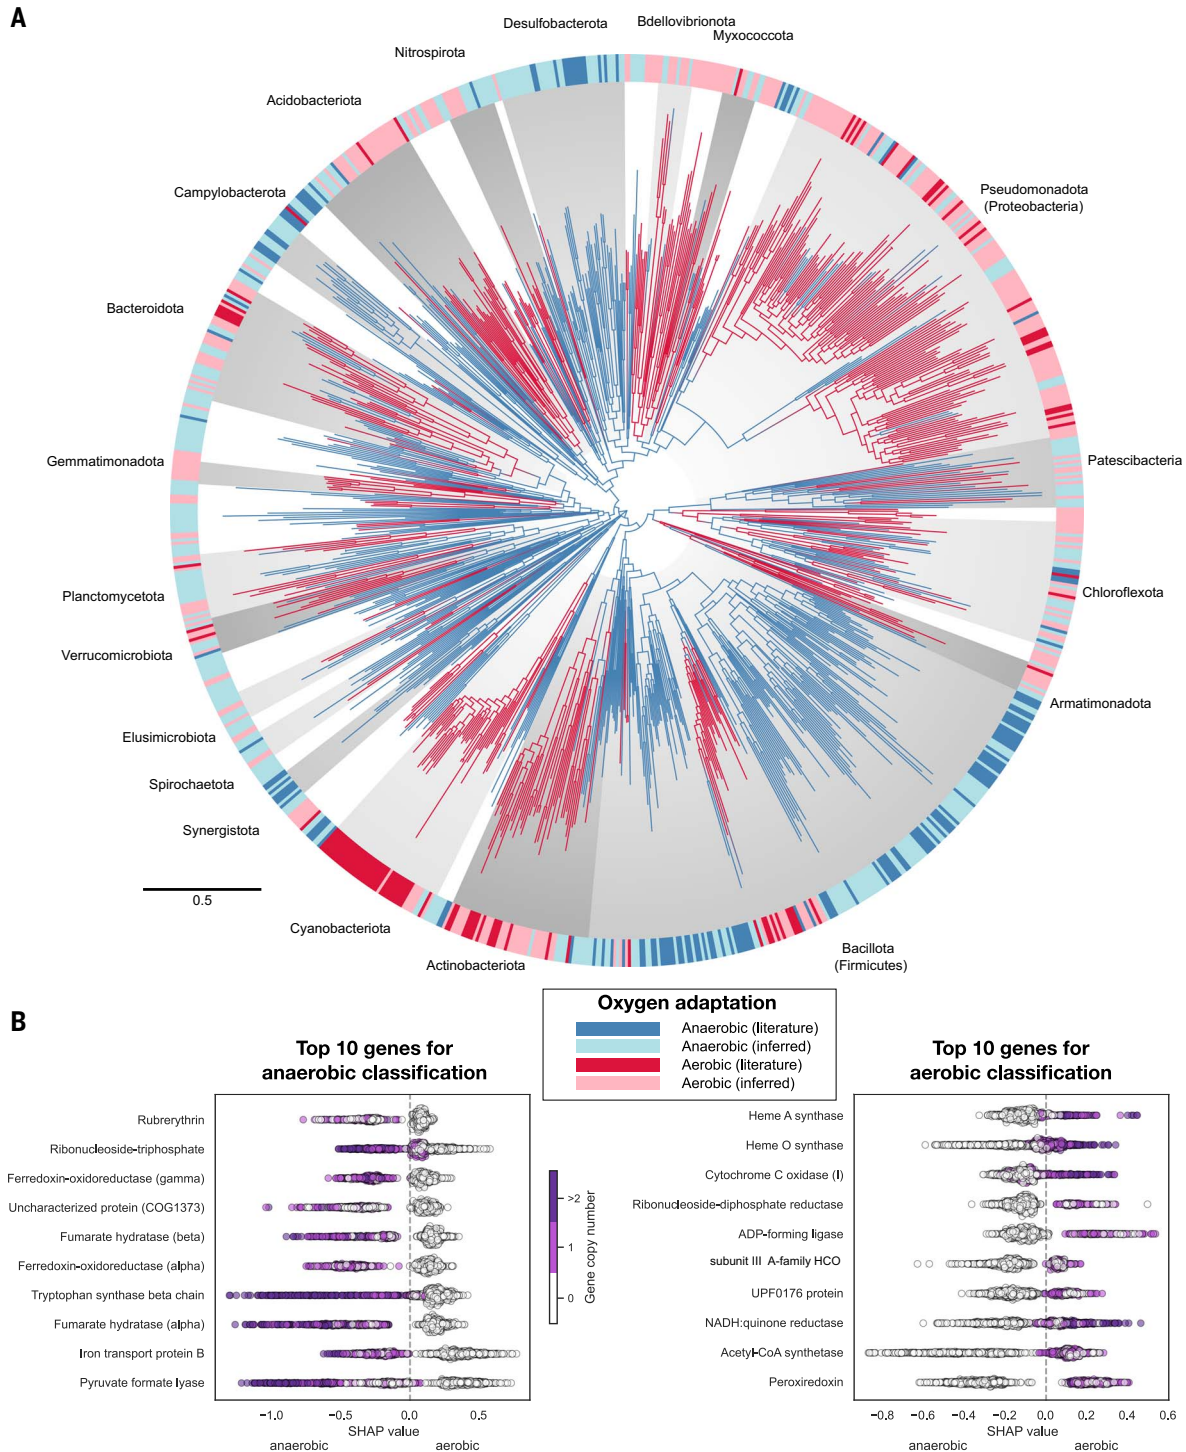 A
Desulfobacterota
Bdellovibrionota
Myxococcota
Nitrospirota
Acidobacteriota
Campylobacterota
Pseudomonadota
(Proteobacteria)
Bacteroidota
Gemmatimonadota
Patescibacteria
Planctomycetota
Chloroflexota
Verrucomicrobiota
Armatimonadota
Elusimicrobiota
Spirochaetota
Synergistota
0.5
Cyanobacteriota
Actinobacteriota
Bacillota
(Firmicutes)
B
Oxygen adaptation
Anaerobic (literature)
Anaerobic (inferred)
Aerobic (literature)
Aerobic (inferred)
Top 10 genes for
anaerobic classification
Rubrerythrin
Ribonucleoside-triphosphate
Ferredoxin-oxidoreductase (gamma)
Uncharacterized protein (COG1373)
Fumarate hydratase (beta)
Ferredoxin-oxidoreductase (alpha)
Tryptophan synthase beta chain
Fumarate hydratase (alpha)
Iron transport protein B
Pyruvate formate lyase
−1.0 −0.5 0.0 0.5
SHAP value
anaerobic aerobic
>2
1
0
Gene copy number
Top 10 genes for
aerobic classification
Heme A synthase
Heme O synthase
Cytochrome C oxidase (I)
Ribonucleoside-diphosphate reductase
ADP-forming ligase
subunit III A-family HCO
UPF0176 protein
NADH:quinone reductase
Acetyl-CoA synthetase
Peroxiredoxin
−0.8 −0.6 −0.4 −0.2 0.0 0.2 0.4 0.6
SHAP value
anaerobic aerobic